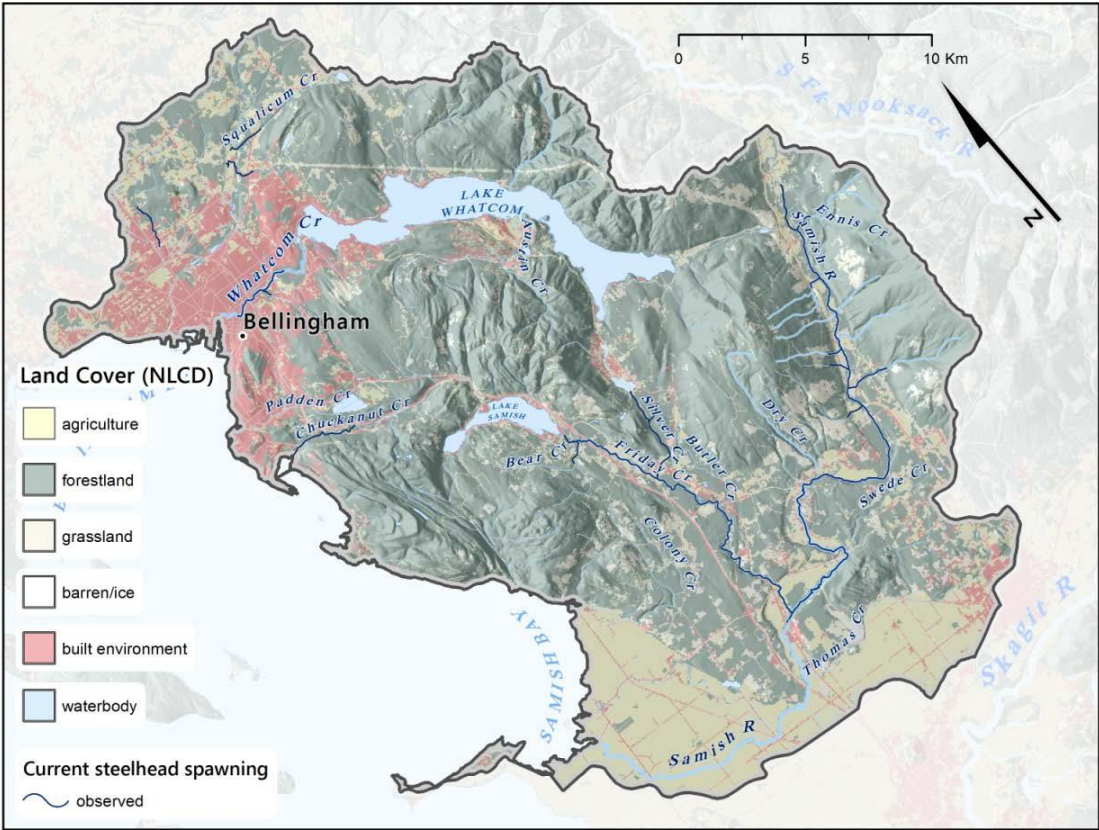 0 5 10 Km
S Fk Nooksack R
N
Squalicum Cr
LAKE
WHATCOM
Ennis Cr
Samish R
Austin Cr
Whatcom Cr
Bellingham
Land Cover (NLCD)
agriculture
forestland
grassland
barren/ice
built environment
waterbody
Current steelhead spawning
observed
Padden Cr
Chuckanut Cr
LAKE
SAMISH
Silver Cr
Butler Cr
Dry Cr
Bear Cr
Friday Cr
Swede Cr
Colony Cr
Thomas Cr
SAMISH BAY
Skagit R
Samish R